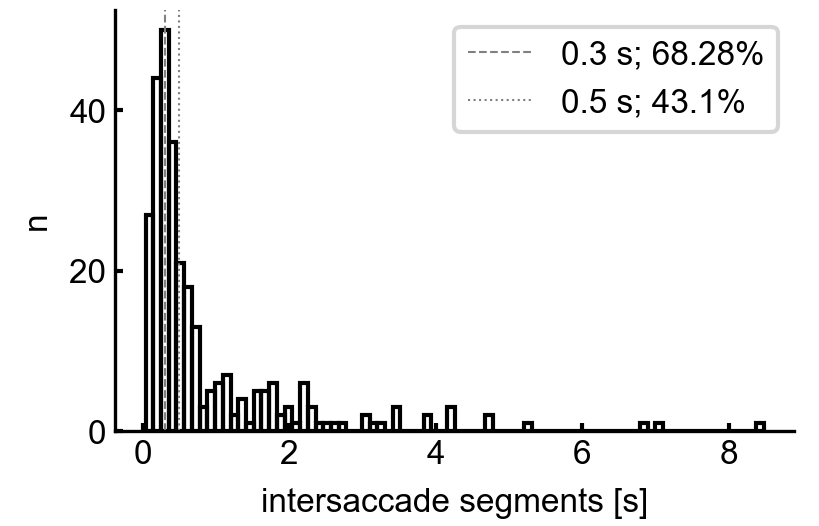 0.3 s; 68.28%
0.5 s; 43.1%
40
20
0
n
0 2 4 6 8
intersaccade segments [s]